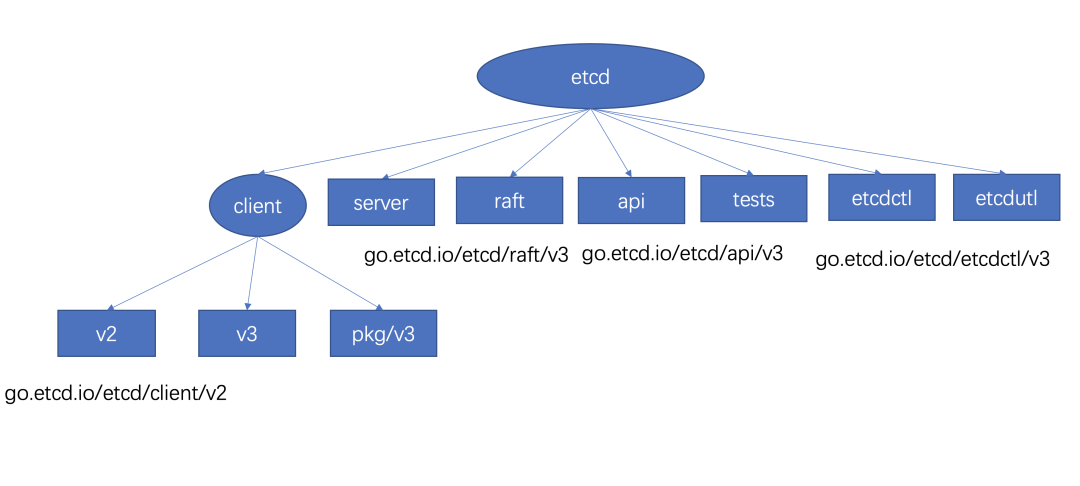 etcd
client
server
raft
api
tests
etcdctl
etcdutl
go.etcd.io/etcd/raft/v3
go.etcd.io/etcd/api/v3
go.etcd.io/etcd/etcdctl/v3
v2
v3
pkg/v3
go.etcd.io/etcd/client/v2